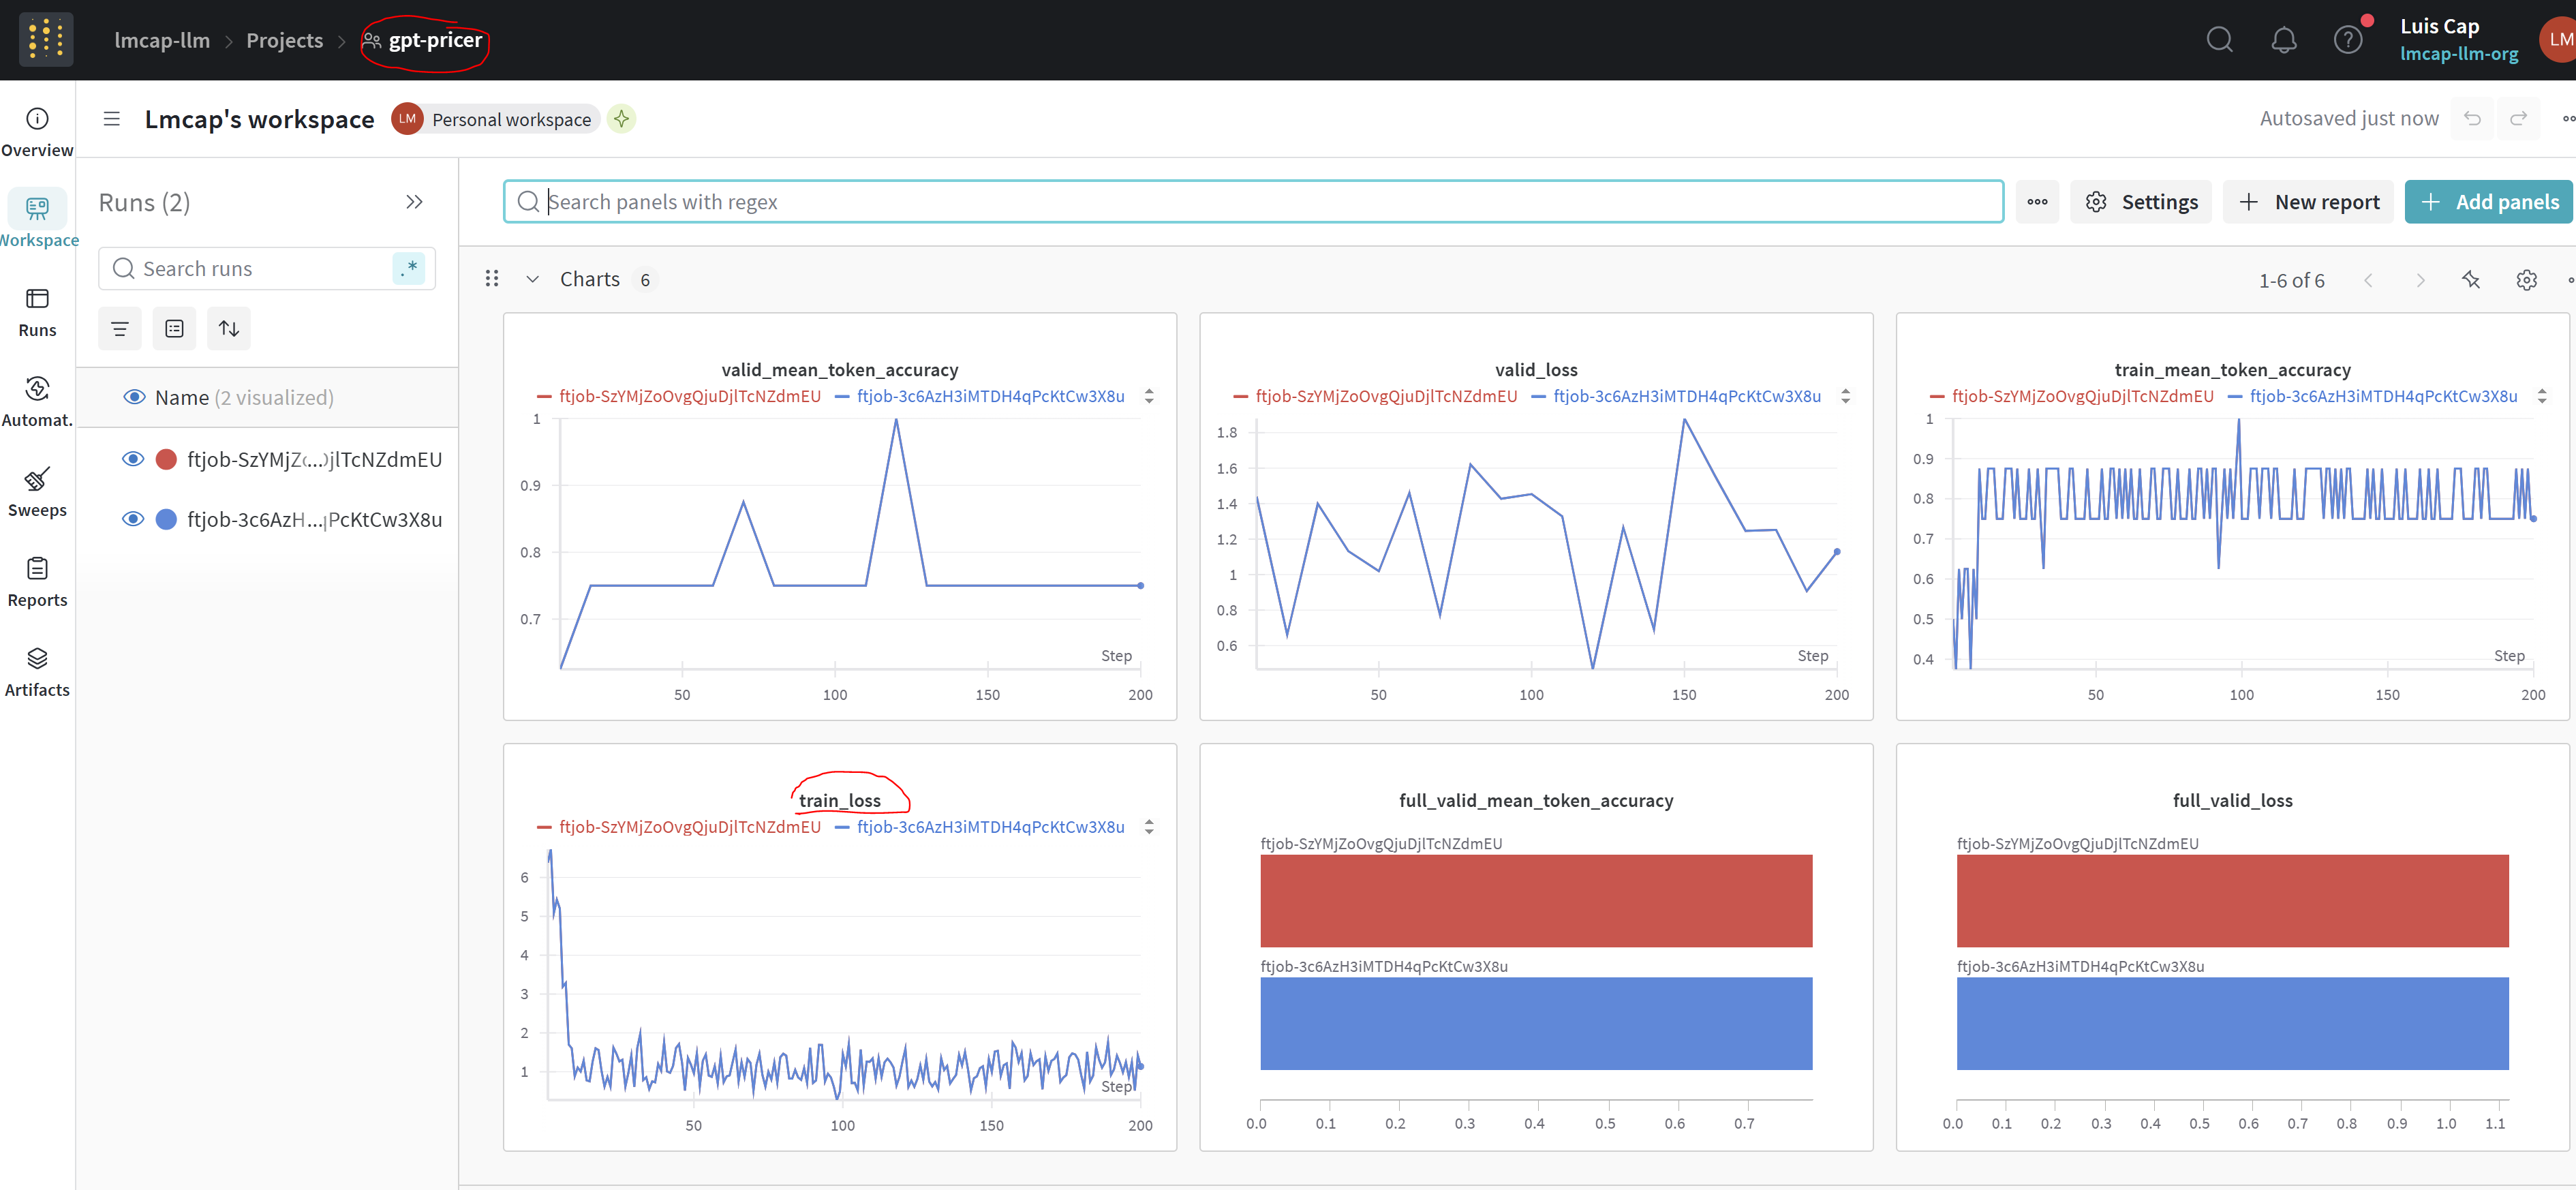 lmcap-llm > Projects > gpt-pricer
Luis Cap
lmcap-llm-org
LM
Lmcap's workspace
LM Personal workspace
Autosaved just now
Overview
Workspace
Runs
Automat.
Sweeps
Reports
Artifacts
Runs (2)
Search runs
.*
Name (2 visualized)
ftjob-SzYMjZ...jlTcNZdmEU
ftjob-3c6AzH...PcKtCw3X8u
Search panels with regex
Settings
New report
Add panels
Charts 6
1-6 of 6
valid_mean_token_accuracy
ftjob-SzYMjZoOvgQjuDjlTcNZdmEU ftjob-3c6AzH3iMTDH4qPcKtCw3X8u
1
0.9
0.8
0.7
Step
50 100 150 200
valid_loss
ftjob-SzYMjZoOvgQjuDjlTcNZdmEU ftjob-3c6AzH3iMTDH4qPcKtCw3X8u
1.8
1.6
1.4
1.2
1
0.8
0.6
Step
50 100 150 200
train_mean_token_accuracy
ftjob-SzYMjZoOvgQjuDjlTcNZdmEU ftjob-3c6AzH3iMTDH4qPcKtCw3X8u
1
0.9
0.8
0.7
0.6
0.5
0.4
Step
50 100 150 200
train_loss
ftjob-SzYMjZoOvgQjuDjlTcNZdmEU ftjob-3c6AzH3iMTDH4qPcKtCw3X8u
6
5
4
3
2
1
Step
50 100 150 200
full_valid_mean_token_accuracy
ftjob-SzYMjZoOvgQjuDjlTcNZdmEU
ftjob-3c6AzH3iMTDH4qPcKtCw3X8u
0.0 0.1 0.2 0.3 0.4 0.5 0.6 0.7
full_valid_loss
ftjob-SzYMjZoOvgQjuDjlTcNZdmEU
ftjob-3c6AzH3iMTDH4qPcKtCw3X8u
0.0 0.1 0.2 0.3 0.4 0.5 0.6 0.7 0.8 0.9 1.0 1.1